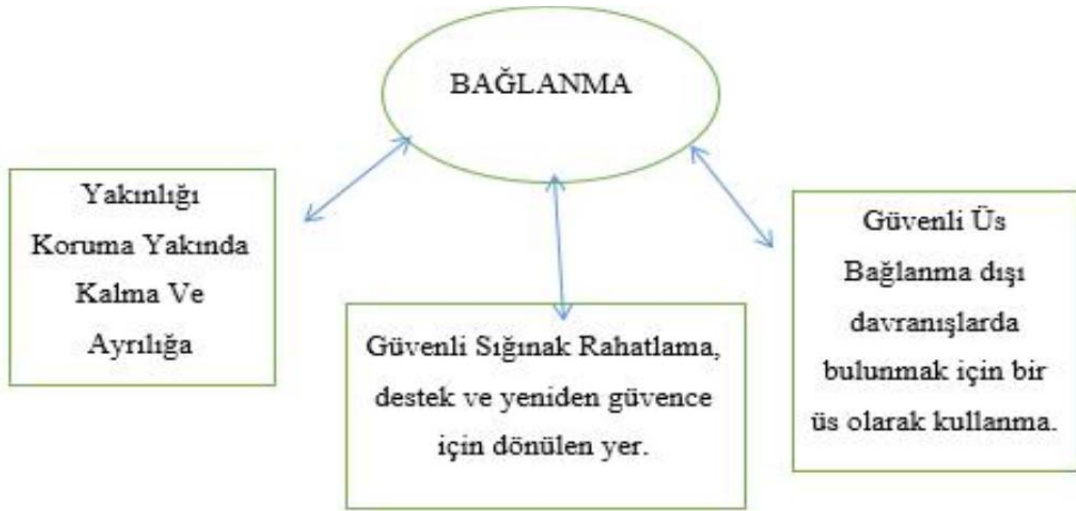 BAĞLANMA
Yakınlığı
Koruma Yakında
Kalma Ve
Ayrılığa
Güvenli Sığınak Rahatlama,
destek ve yeniden güvence
için dönülen yer.
Güvenli Üs
Bağlanma dışı
davranışlarda
bulunmak için bir
üs olarak kullanma.